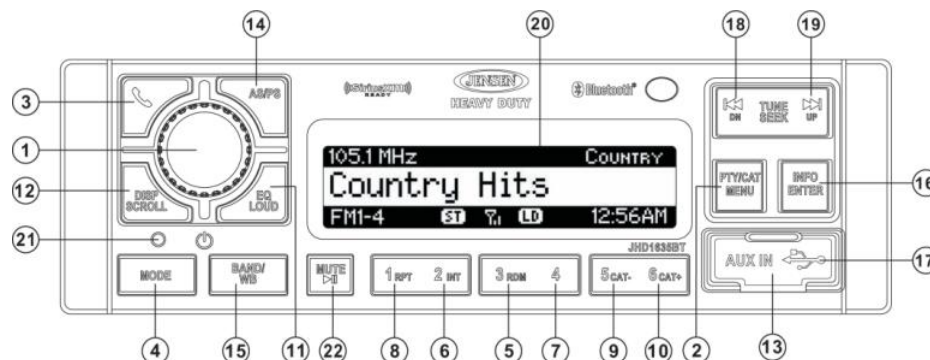 14
20
18
19
3
AS/PS
((SiriusXM))
READY
JENSEN
HEAVY DUTY
Bluetooth®
DN
TUNE
SEEK
UP
1
105.1 MHz
COUNTRY
Country Hits
FM1-4
ST
LD
12:56AM
12
DISP
SCROLL
EQ
LOUD
PTY/CAT
MENU
INFO
ENTER
16
21
JHD1635BT
AUX IN
17
MODE
BAND/
WB
MUTE
1 RPT
2 INT
3 RDM
4
5 CAT-
6 CAT+
4
15
11
22
8
6
5
7
9
10
2
13